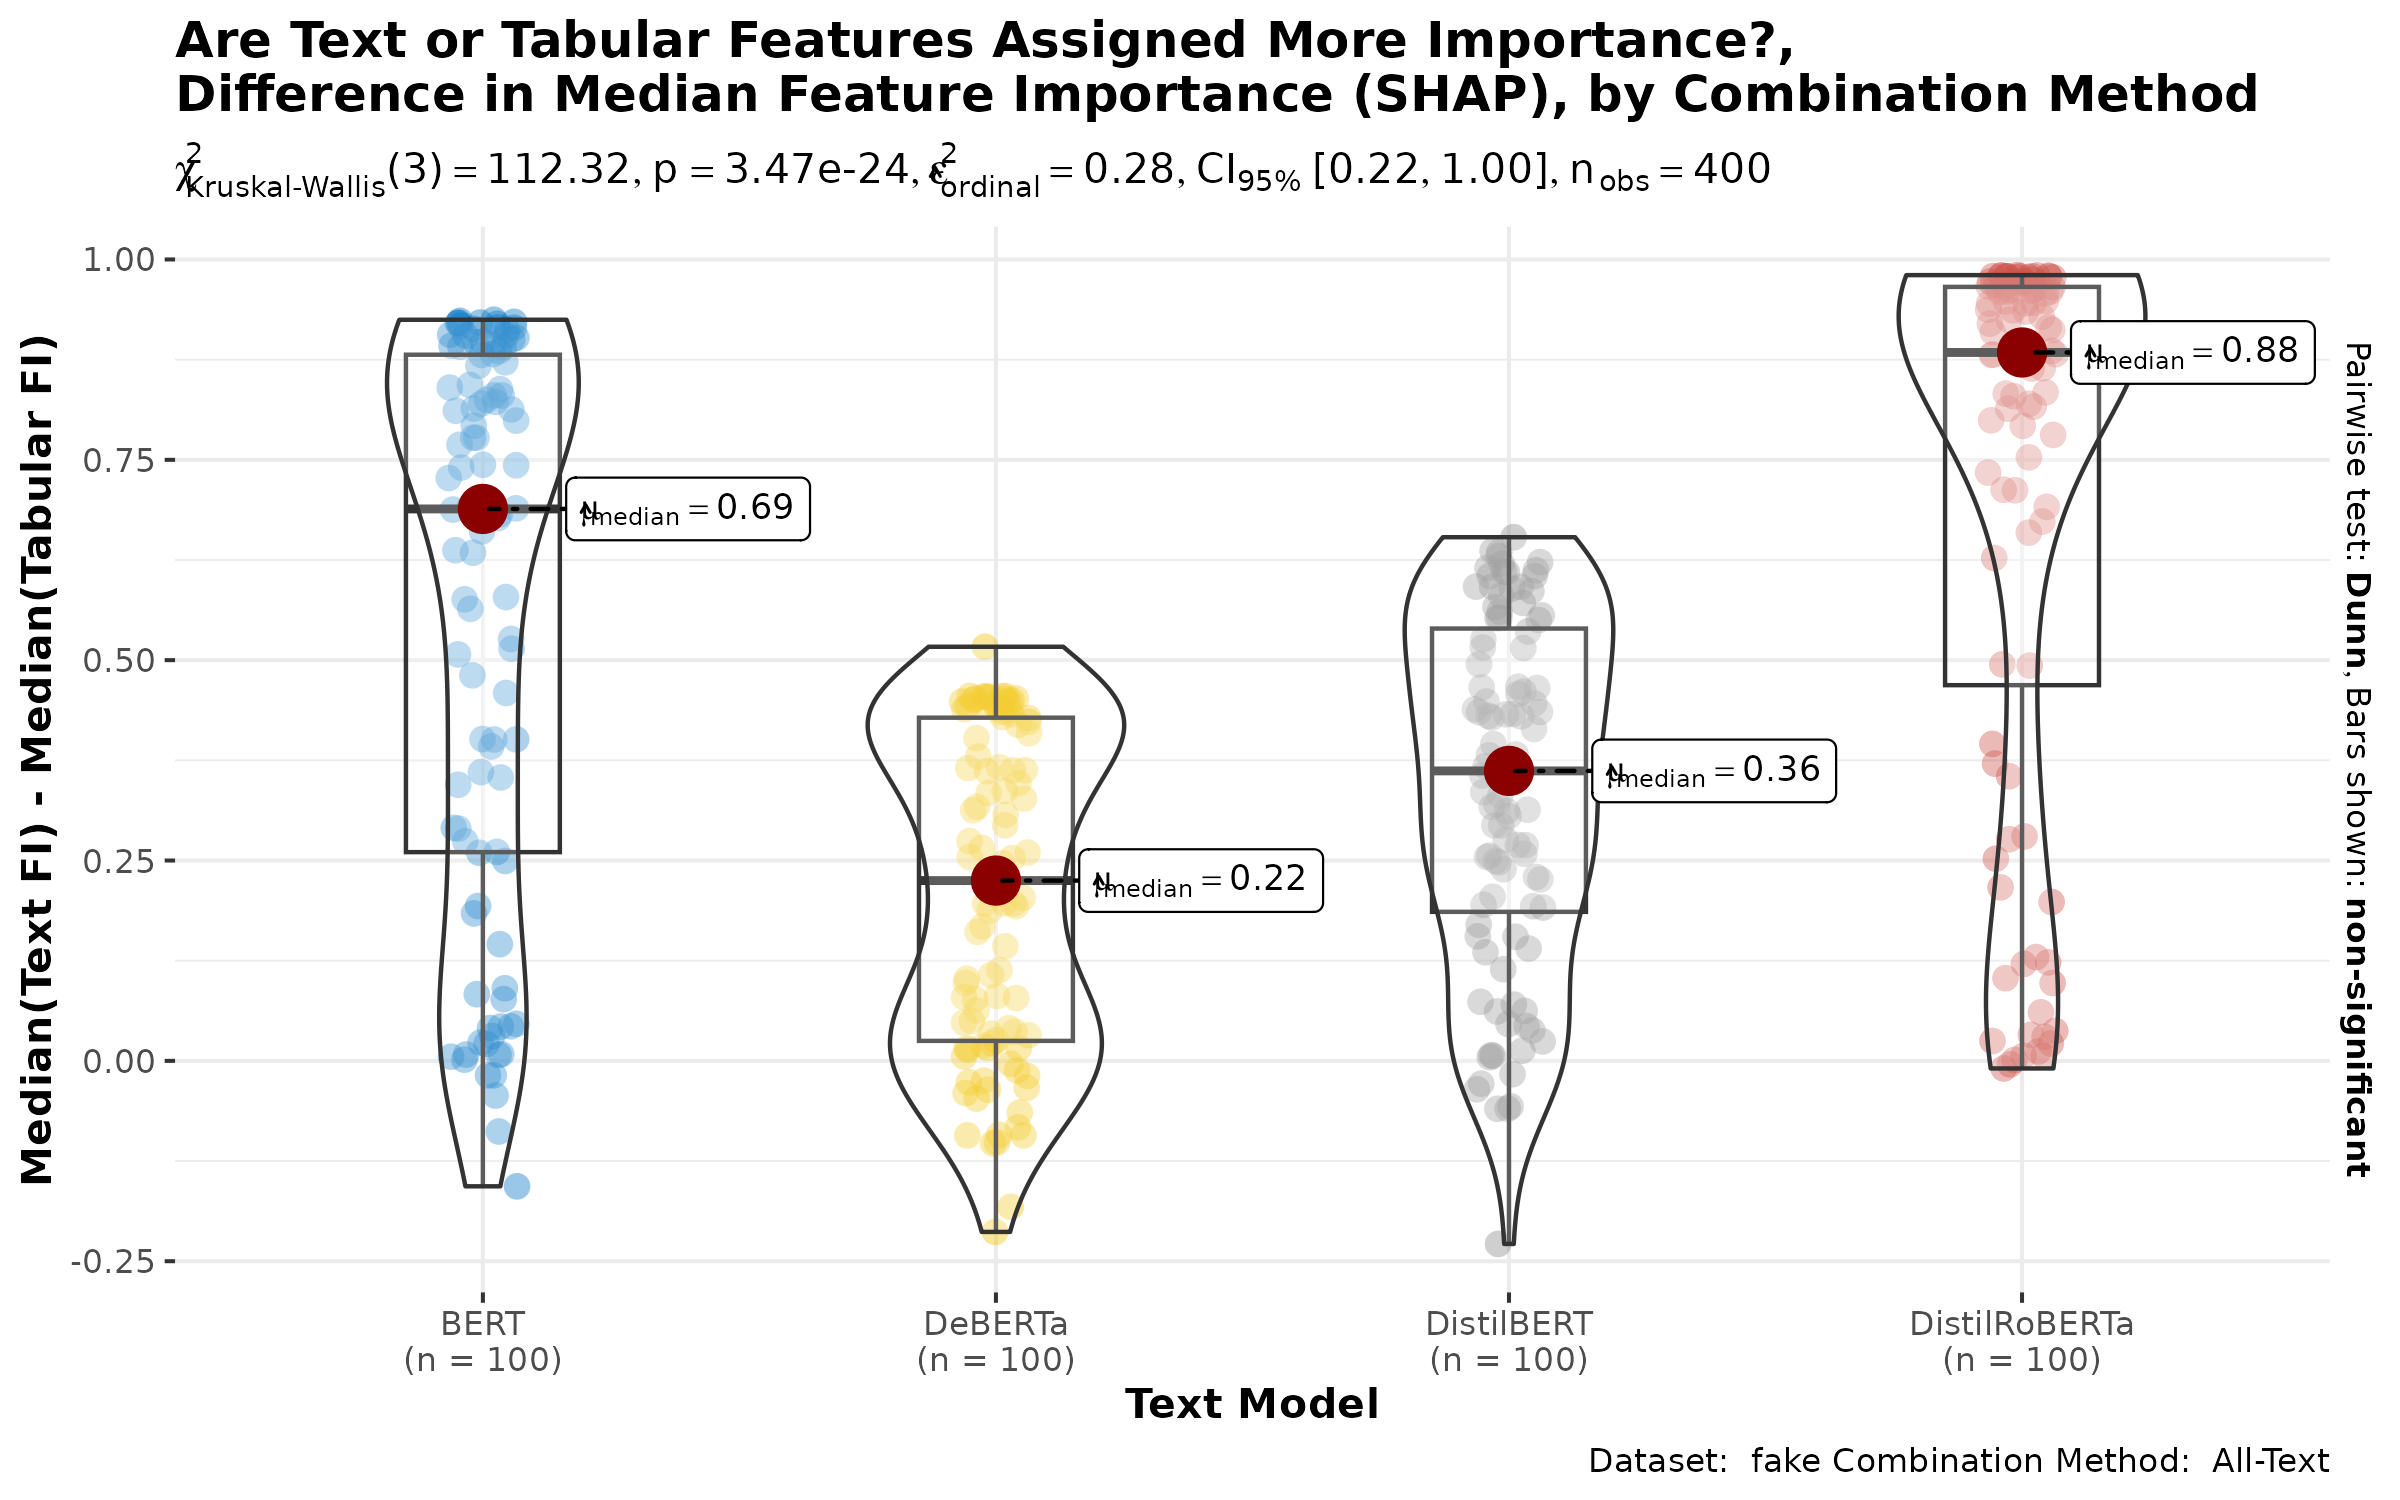 Are Text or Tabular Features Assigned More Importance?,
Difference in Median Feature Importance (SHAP), by Combination Method
χ²Kruskal-Wallis(3) = 112.32, p = 3.47e-24, ε̂²ordinal = 0.28, CI95% [0.22, 1.00], nobs = 400
Median(Text FI) - Median(Tabular FI)
1.00
0.75
0.50
0.25
0.00
-0.25
μ̂median = 0.69
μ̂median = 0.22
μ̂median = 0.36
μ̂median = 0.88
Pairwise test: Dunn, Bars shown: non-significant
BERT
(n = 100)
DeBERTa
(n = 100)
DistilBERT
(n = 100)
DistilRoBERTa
(n = 100)
Text Model
Dataset: fake Combination Method: All-Text